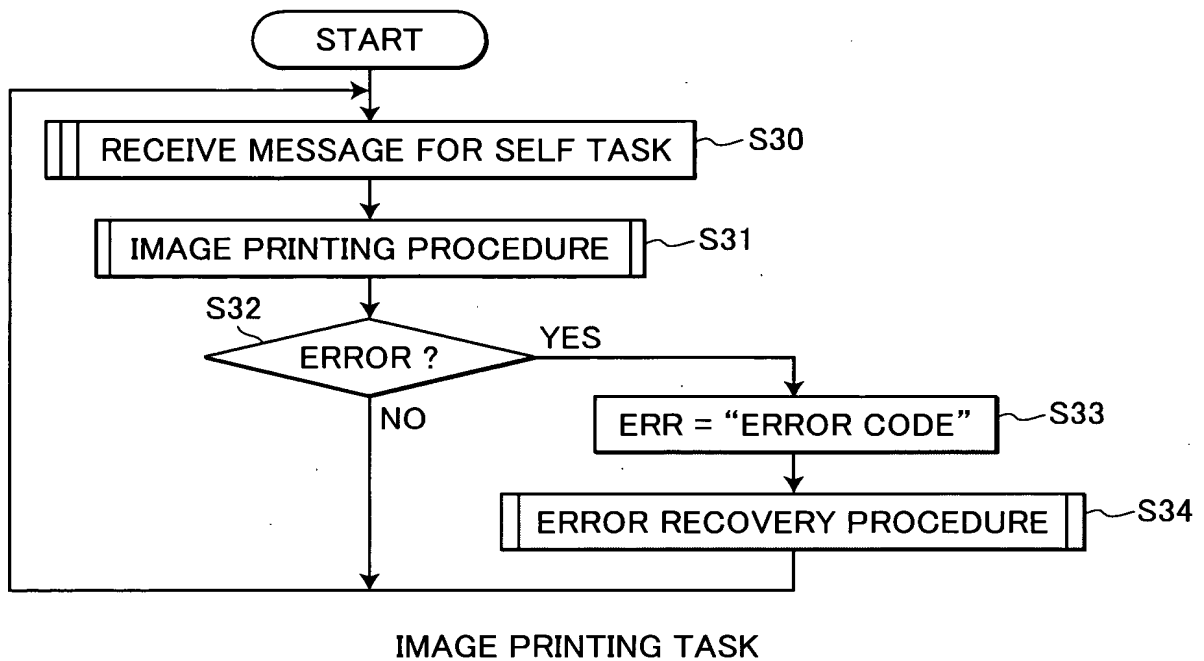 START
RECEIVE MESSAGE FOR SELF TASK
S30
IMAGE PRINTING PROCEDURE
S31
S32
ERROR ?
YES
NO
ERR = “ERROR CODE”
S33
ERROR RECOVERY PROCEDURE
S34
IMAGE PRINTING TASK